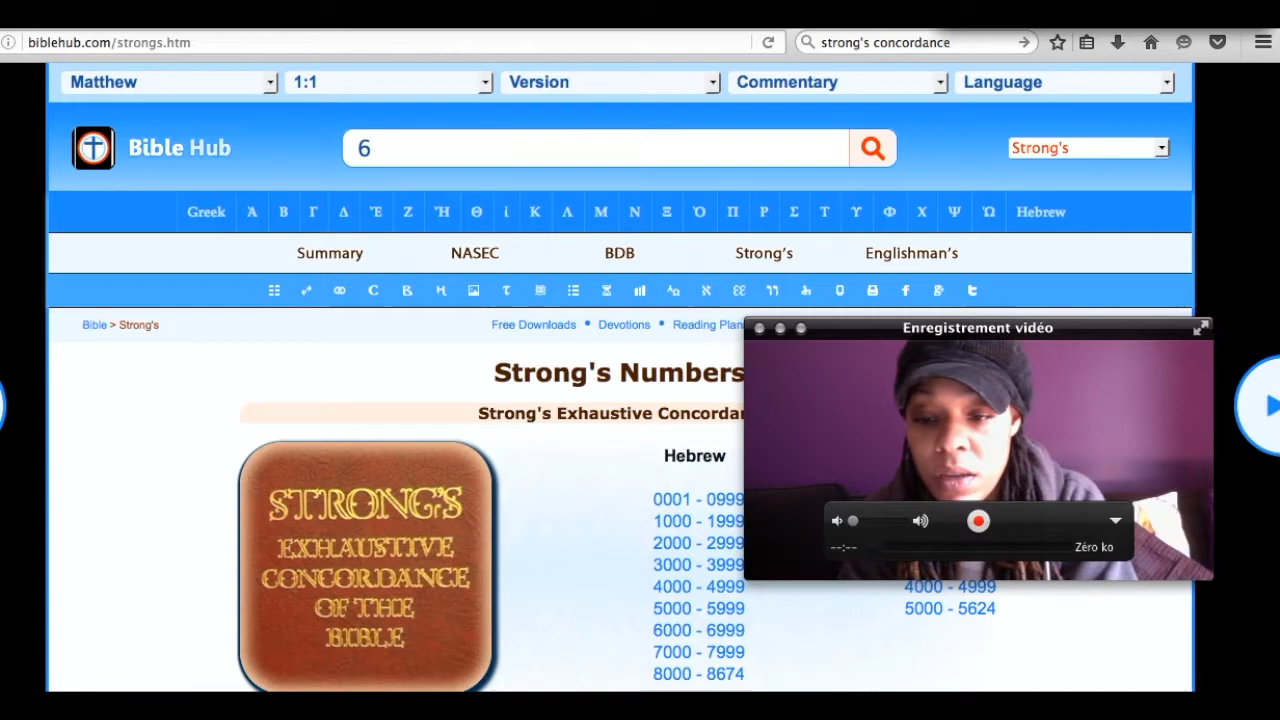 biblehub.com/strongs.htm
strong's concordance
Matthew 1:1 Version Commentary Language
Bible Hub
6
Strong's
Greek Ἀ Β Γ Δ Ἐ Ζ Ἡ Θ Ἰ Κ Λ Μ Ν Ξ Ὀ Π Ρ Σ Τ Υ Φ Χ Ψ Ὠ Hebrew
Summary NASEC BDB Strong's Englishman's
Bible > Strong's
Free Downloads • Devotions • Reading Plan
Enregistrement vidéo
Strong's Numbers
Strong's Exhaustive Concordan
STRONG'S
EXHAUSTIVE
CONCORDANCE
OF THE
BIBLE
Hebrew
0001 - 0999
1000 - 1999
2000 - 2999
3000 - 3999
4000 - 4999
5000 - 5999
6000 - 6999
7000 - 7999
8000 - 8674
--:--
Zéro ko
4000 - 4999
5000 - 5624